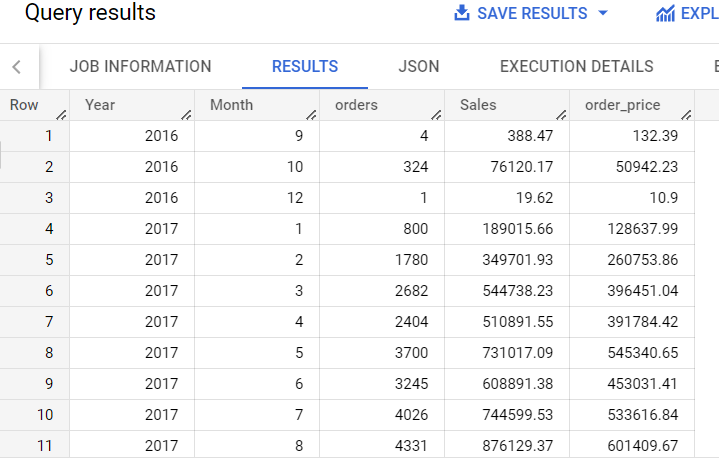 Query results SAVE RESULTS EXPL
JOB INFORMATION RESULTS JSON EXECUTION DETAILS E
Row Year Month orders Sales order_price
1 2016 9 4 388.47 132.39
2 2016 10 324 76120.17 50942.23
3 2016 12 1 19.62 10.9
4 2017 1 800 189015.66 128637.99
5 2017 2 1780 349701.93 260753.86
6 2017 3 2682 544738.23 396451.04
7 2017 4 2404 510891.55 391784.42
8 2017 5 3700 731017.09 545340.65
9 2017 6 3245 608891.38 453031.41
10 2017 7 4026 744599.53 533616.84
11 2017 8 4331 876129.37 601409.67